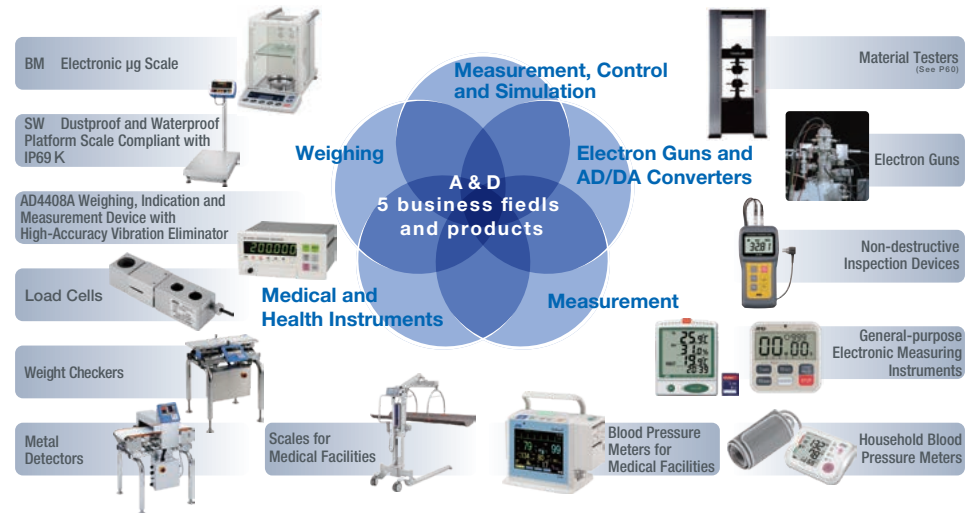 BM Electronic µg Scale
SW Dustproof and Waterproof
Platform Scale Compliant with
IP69 K
AD4408A Weighing, Indication and
Measurement Device with
High-Accuracy Vibration Eliminator
Load Cells
Weight Checkers
Metal
Detectors
Measurement, Control
and Simulation
Weighing
Electron Guns and
AD/DA Converters
A & D
5 business fiedls
and products
Medical and
Health Instruments
Measurement
Material Testers
(See P60)
Electron Guns
Non-destructive
Inspection Devices
General-purpose
Electronic Measuring
Instruments
Scales for
Medical Facilities
Blood Pressure
Meters for
Medical Facilities
Household Blood
Pressure Meters
200.000
79
99